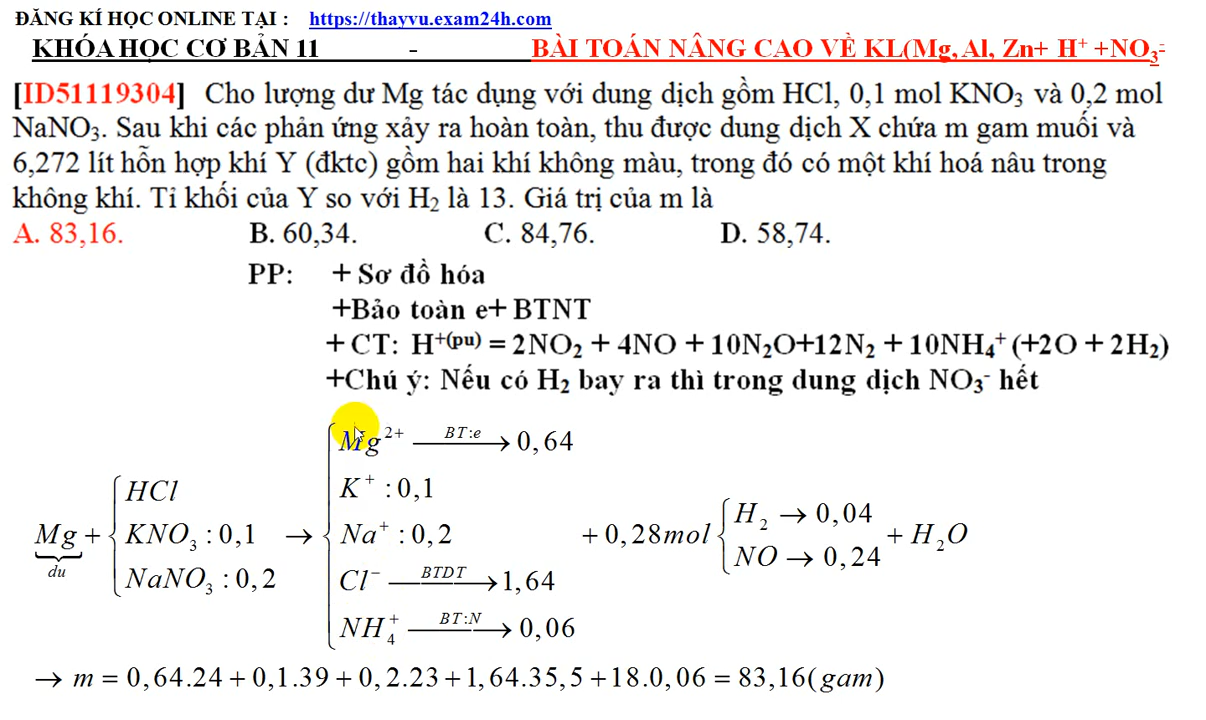 ĐĂNG KÍ HỌC ONLINE TẠI : https://thayvu.exam24h.com
KHÓA HỌC CƠ BẢN 11 - BÀI TOÁN NÂNG CAO VỀ KL(Mg, Al, Zn+ H⁺ +NO₃⁻
[ID51119304] Cho lượng dư Mg tác dụng với dung dịch gồm HCl, 0,1 mol KNO₃ và 0,2 mol
NaNO₃. Sau khi các phản ứng xảy ra hoàn toàn, thu được dung dịch X chứa m gam muối và
6,272 lít hỗn hợp khí Y (đktc) gồm hai khí không màu, trong đó có một khí hoá nâu trong
không khí. Tỉ khối của Y so với H₂ là 13. Giá trị của m là
A. 83,16. B. 60,34. C. 84,76. D. 58,74.
PP: + Sơ đồ hóa
+Bảo toàn e+ BTNT
+ CT: H⁺⁽ᵖᵘ⁾ = 2NO₂ + 4NO + 10N₂O+12N₂ + 10NH₄⁺ (+2O + 2H₂)
+Chú ý: Nếu có H₂ bay ra thì trong dung dịch NO₃⁻ hết
Mg²⁺ BT:e → 0,64
HCl K⁺ : 0,1 H₂ → 0,04
Mg + KNO₃ : 0,1 → Na⁺ : 0,2 + 0,28mol + H₂O
du NaNO₃ : 0,2 Cl⁻ BTDT → 1,64 NO → 0,24
NH₄⁺ BT:N → 0,06
→ m = 0,64.24 + 0,1.39 + 0,2.23 + 1,64.35,5 + 18.0,06 = 83,16(gam)